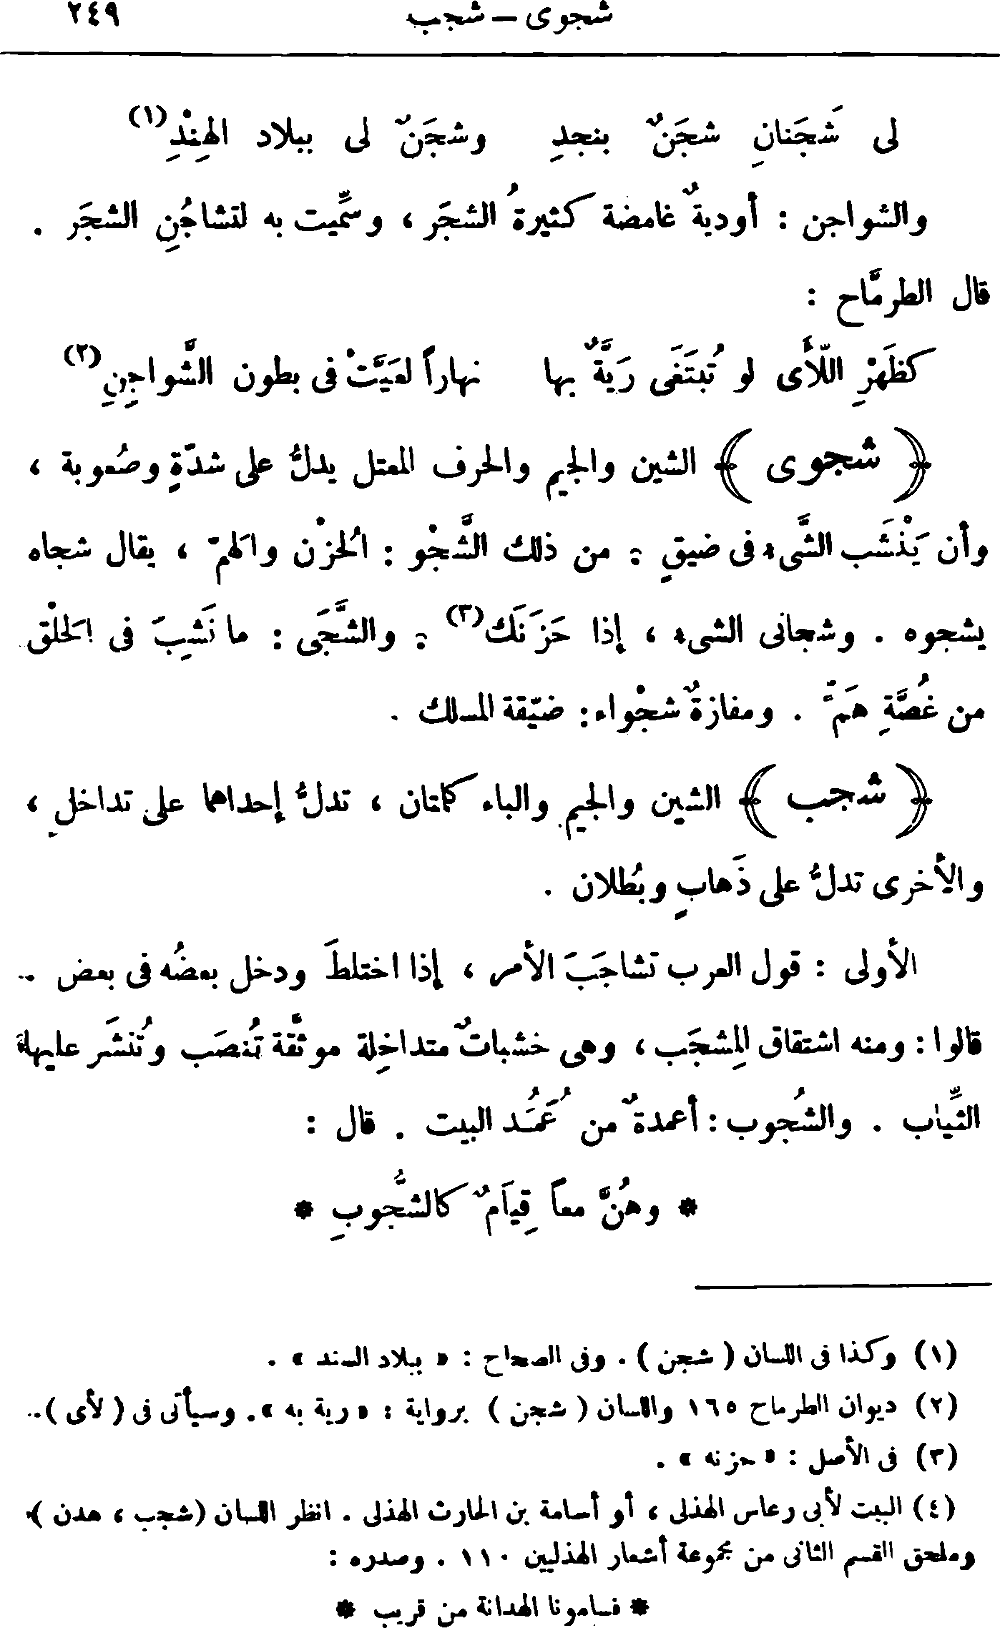 شجوى — شجب ٢٤٩
لى شَجَنانِ شجَنٌ بنجدِ وشجَنٌ لى ببلاد الهِنْدِ(١)
والشواجن : أوديةٌ غامضة كثيرةُ الشجَر ، وسمِّيت به لتشاجُنِ الشجَر .
قال الطرمَّاح :
كظَهْرِ اللّأَى لو تُبتَغَى رَيَّةٌ بها نهاراً لعَيَّتْ فى بطون الشَّواجِنِ(٢)
﴿ شجوى ﴾ الشين والجيم والحرف المعتل يدلُّ على شدّةٍ وصُعوبة ،
وأن يَنْشَب الشَّىء فى ضيقٍ . من ذلك الشَّجْو : الحُزْن والهمّ ، يقال شجاه
يشجوه . وشجانى الشىء ، إذا حَزَنَك(٣) . والشَّجَى : ما نَشِبَ فى الحَلْق
من غُصَّةِ هَمٍّ . ومفازةٌ شجْواء : ضيّقة المسلك .
﴿ شجب ﴾ الشين والجيم والباء كلمتان ، تدلُّ إحداهما على تداخلٍ ،
والأخرى تدلُّ على ذَهابٍ وبُطلان .
الأولى : قول العرب تشاجَبَ الأمر ، إذا اختلطَ ودخل بعضُه فى بعض .
قالوا : ومنه اشتقاق المِشجَب ، وهى خشباتٌ متداخِلة موثَّقة تُنصَب وتُنشَر عليها
الثِّياب . والشُجوب : أعمدةٌ من عُمَُد البيت . قال :
* وهُنَّ معاً قِيامٌ كالشُّجوبِ *
(١) وكذا فى اللسان ( شجن ) . وفى الصحاح : « ببلاد السند » .
(٢) ديوان الطرماح ١٦٥ واللسان ( شجن ) برواية : « رية به » . وسيأتى فى ( لأى ) .
(٣) فى الأصل : « حزنه » .
(٤) البيت لأبى رعاس الهذلى ، أو أسامة بن الحارث الهذلى . انظر اللسان (شجب ، هدن )
وملحق القسم الثانى من مجموعة أشعار الهذليين ١١٠ . وصدره :
* فسامونا الهدانة من قريب *